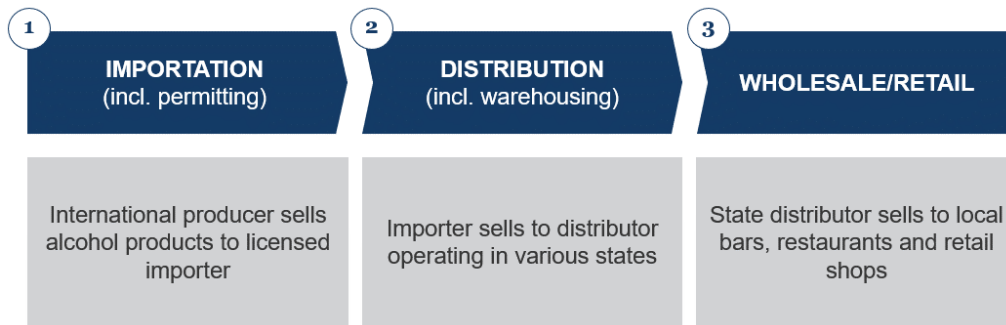 1
IMPORTATION
(incl. permitting)
International producer sells
alcohol products to licensed
importer
2
DISTRIBUTION
(incl. warehousing)
Importer sells to distributor
operating in various states
3
WHOLESALE/RETAIL
State distributor sells to local
bars, restaurants and retail
shops